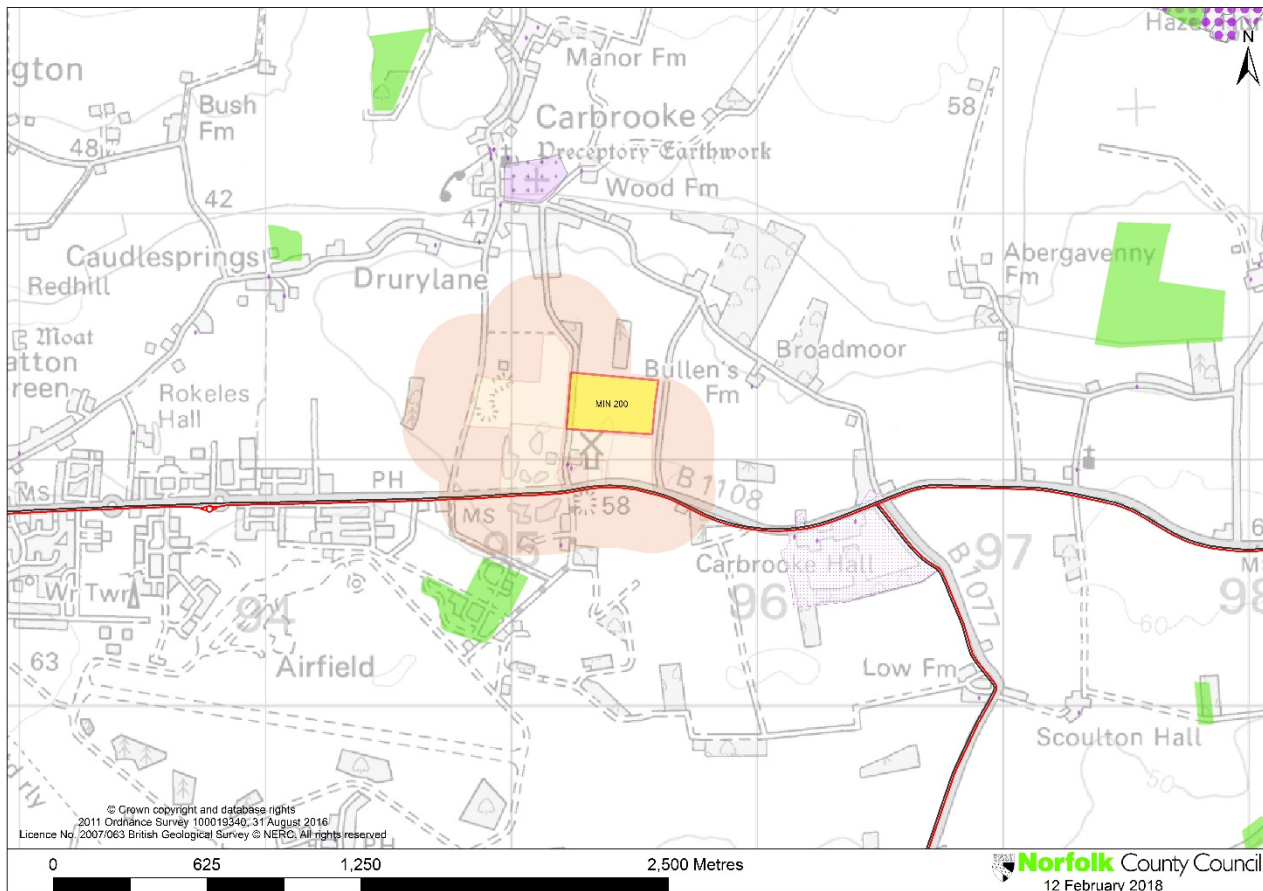 Hazel Hur
N
Manor Fm
gton
Bush
Fm
Carbrooke
58
48
Preceptory Earthwork
Wood Fm
42
47
Caudlesprings
Abergavenny
Fm
Redhill
Drurylane
Moat
atton
reen
Broadmoor
Bullen's
Fm
Rokeles
Hall
MIN 200
PH
B 1108
MS
58
MS
95
97
Carbrooke Hall
B 1077
Wr Twr
94
96
98
60
63
Airfield
Low Fm
Scoulton Hall
50
© Crown copyright and database rights
2011 Ordnance Survey 100019340, 31 August 2016
Licence No. 2007/063 British Geological Survey © NERC. All rights reserved
0 625 1,250 2,500 Metres
Norfolk County Council
12 February 2018